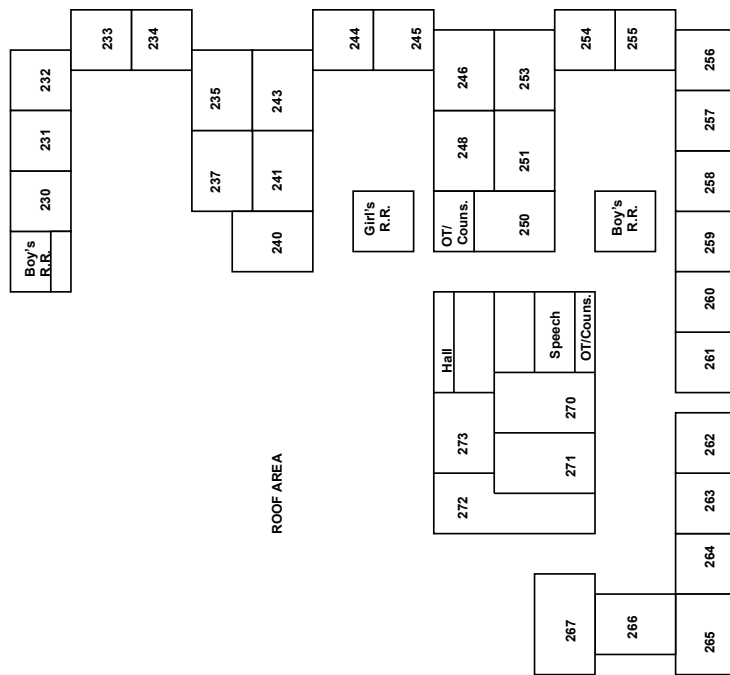 233
234
244
245
254
255
232
235
243
246
253
256
231
257
230
237
241
248
251
258
Boy's
R.R.
240
Girl's
R.R.
OT/
Couns.
250
Boy's
R.R.
259
260
Hall
Speech
OT/Couns.
261
273
270
262
ROOF AREA
272
271
263
264
267
266
265